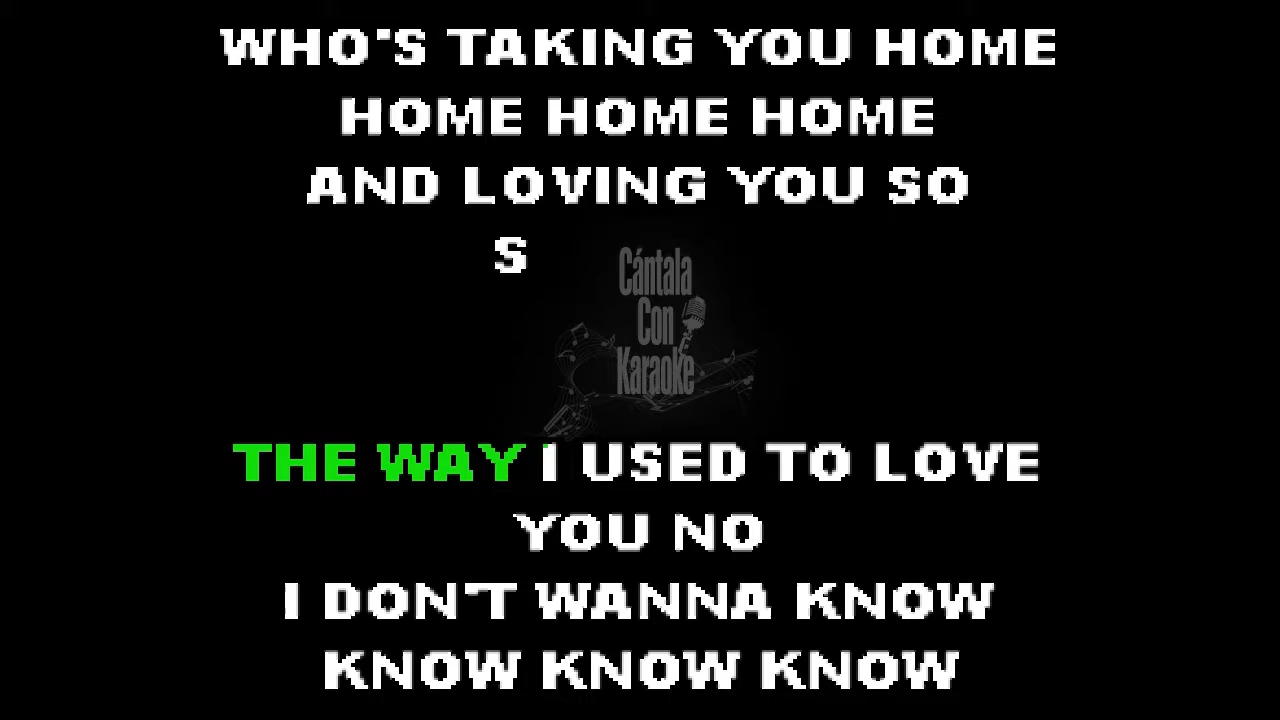 WHO'S TAKING YOU HOME
HOME HOME HOME
AND LOVING YOU SO
S
Cántala
Con
Karaoke
THE WAY I USED TO LOVE
YOU NO
I DON'T WANNA KNOW
KNOW KNOW KNOW